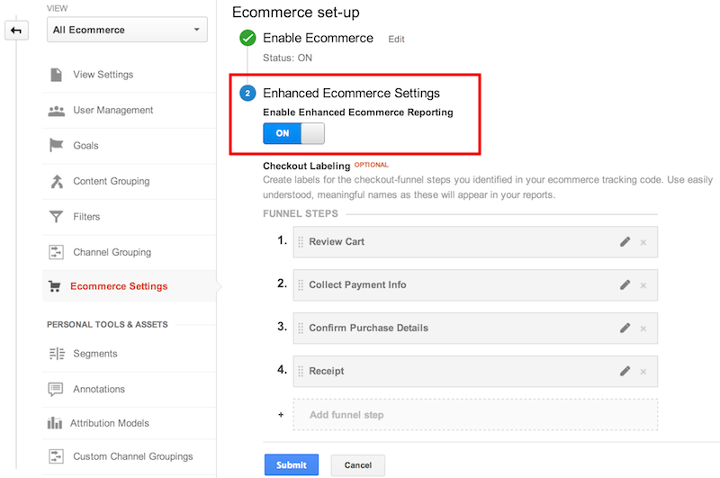 VIEW
All Ecommerce
View Settings
User Management
Goals
Content Grouping
Filters
Channel Grouping
Ecommerce Settings
PERSONAL TOOLS & ASSETS
Segments
Annotations
Attribution Models
Custom Channel Groupings
Ecommerce set-up
Enable Ecommerce Edit
Status: ON
2 Enhanced Ecommerce Settings
Enable Enhanced Ecommerce Reporting
ON
Checkout Labeling OPTIONAL
Create labels for the checkout-funnel steps you identified in your ecommerce tracking code. Use easily
understood, meaningful names as these will appear in your reports.
FUNNEL STEPS
1. Review Cart
2. Collect Payment Info
3. Confirm Purchase Details
4. Receipt
+ Add funnel step
Submit Cancel